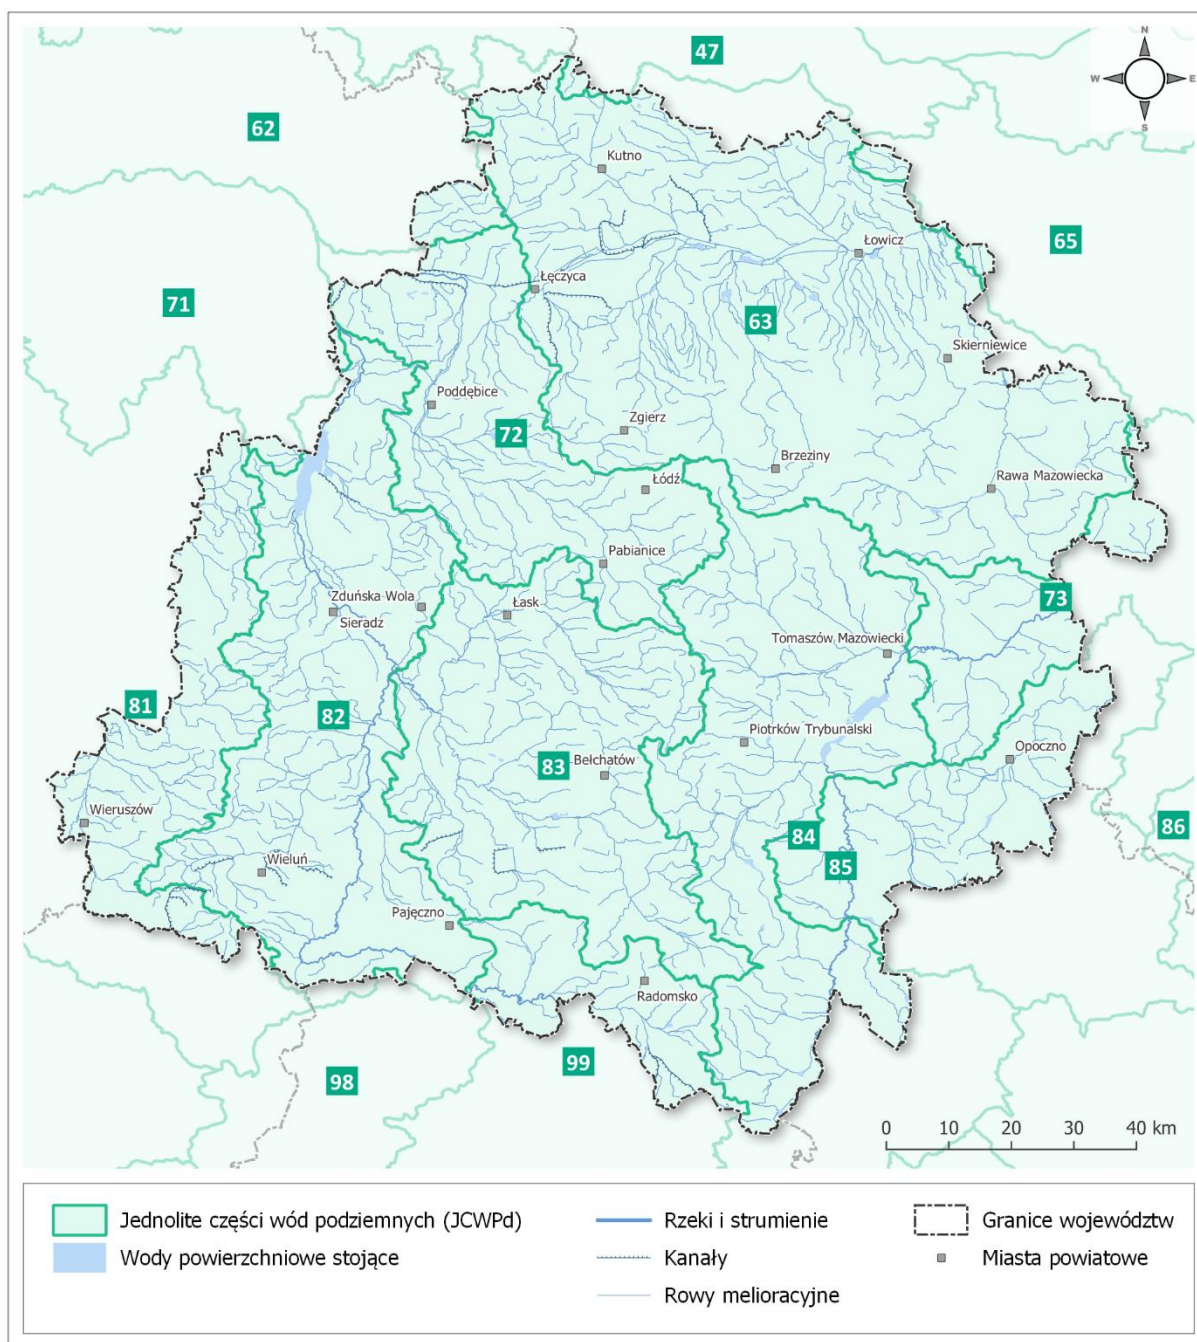 47
N
W
E
S
62
Kutno
65
Łowicz
Łęczyca
71
63
Skierniewice
Poddębice
72
Zgierz
Brzeziny
Łódź
Rawa Mazowiecka
Pabianice
73
Zduńska Wola
Łask
Sieradz
Tomaszów Mazowiecki
81
82
Piotrków Trybunalski
Opoczno
83
Bełchatów
Wieruszów
84
86
Wieluń
85
Pajęczno
Radomsko
99
98
0 10 20 30 40 km
Jednolite części wód podziemnych (JCWPd)
Rzeki i strumienie
Granice województw
Wody powierzchniowe stojące
Kanały
Miasta powiatowe
Rowy melioracyjne